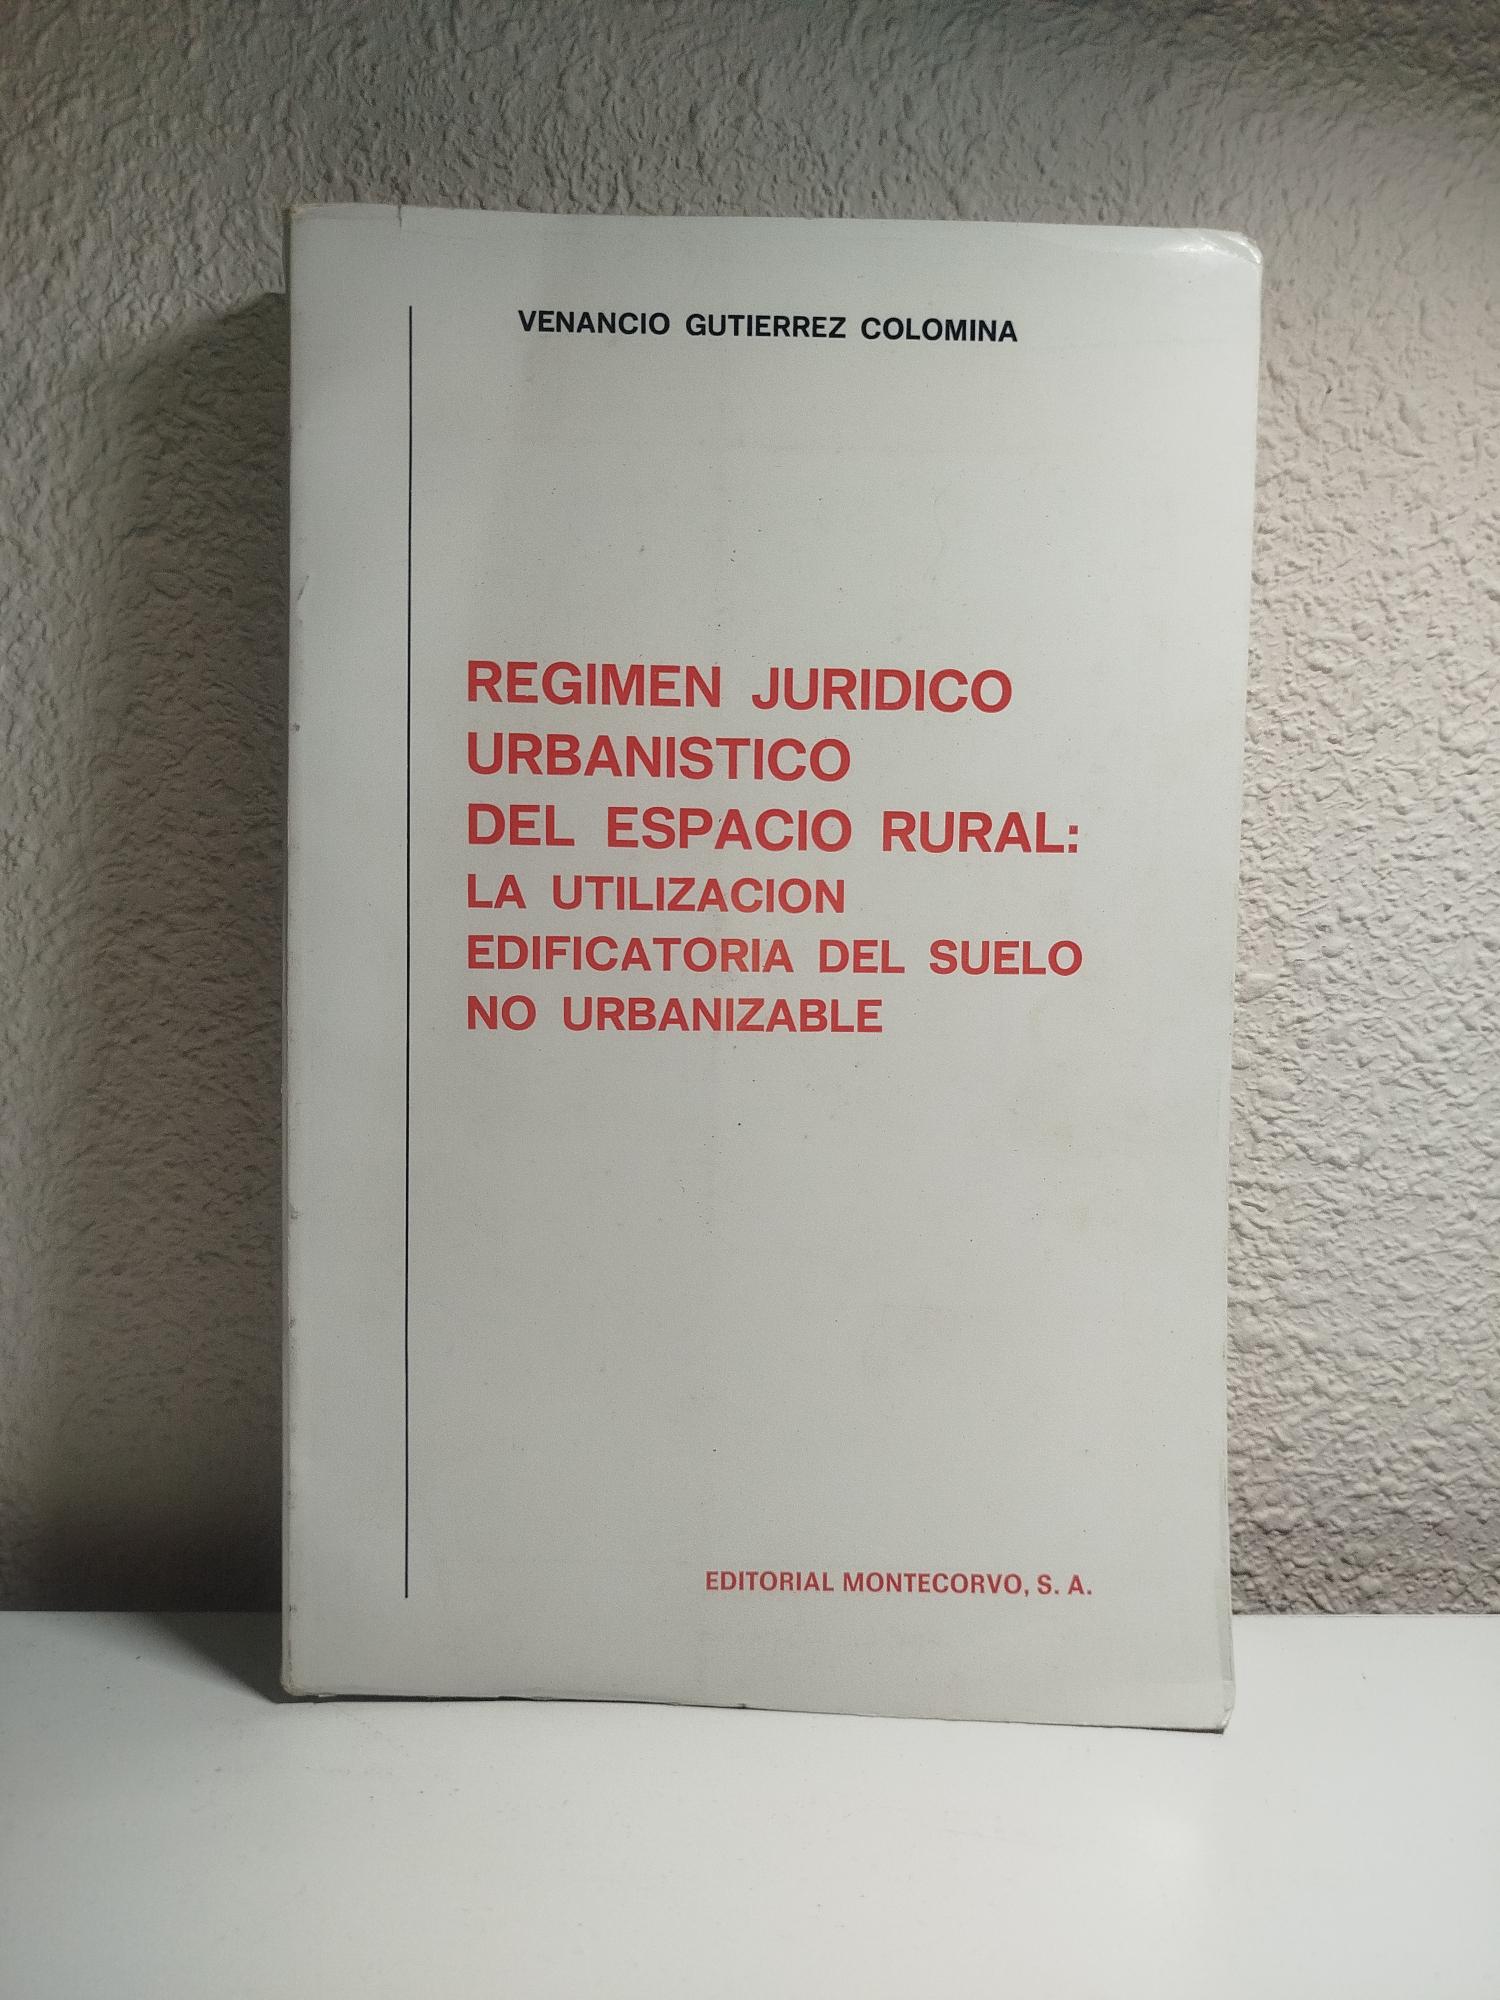 VENANCIO GUTIERREZ COLOMINA
REGIMEN JURIDICO
URBANISTICO
DEL ESPACIO RURAL:
LA UTILIZACION
EDIFICATORIA DEL SUELO
NO URBANIZABLE
EDITORIAL MONTECORVO, S. A.